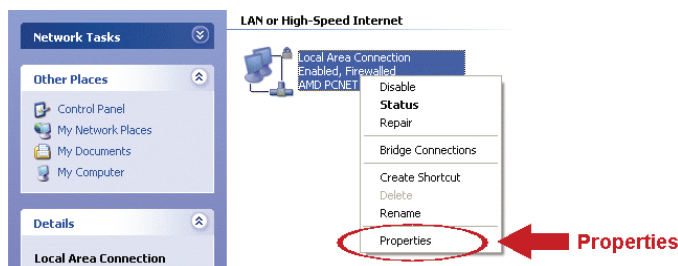 Network Tasks
Other Places
Control Panel
My Network Places
My Documents
My Computer
Details
Local Area Connection
LAN or High-Speed Internet
Local Area Connection
Enabled, Firewalled
AMD PCNET
Disable
Status
Repair
Bridge Connections
Create Shortcut
Delete
Rename
Properties
Properties